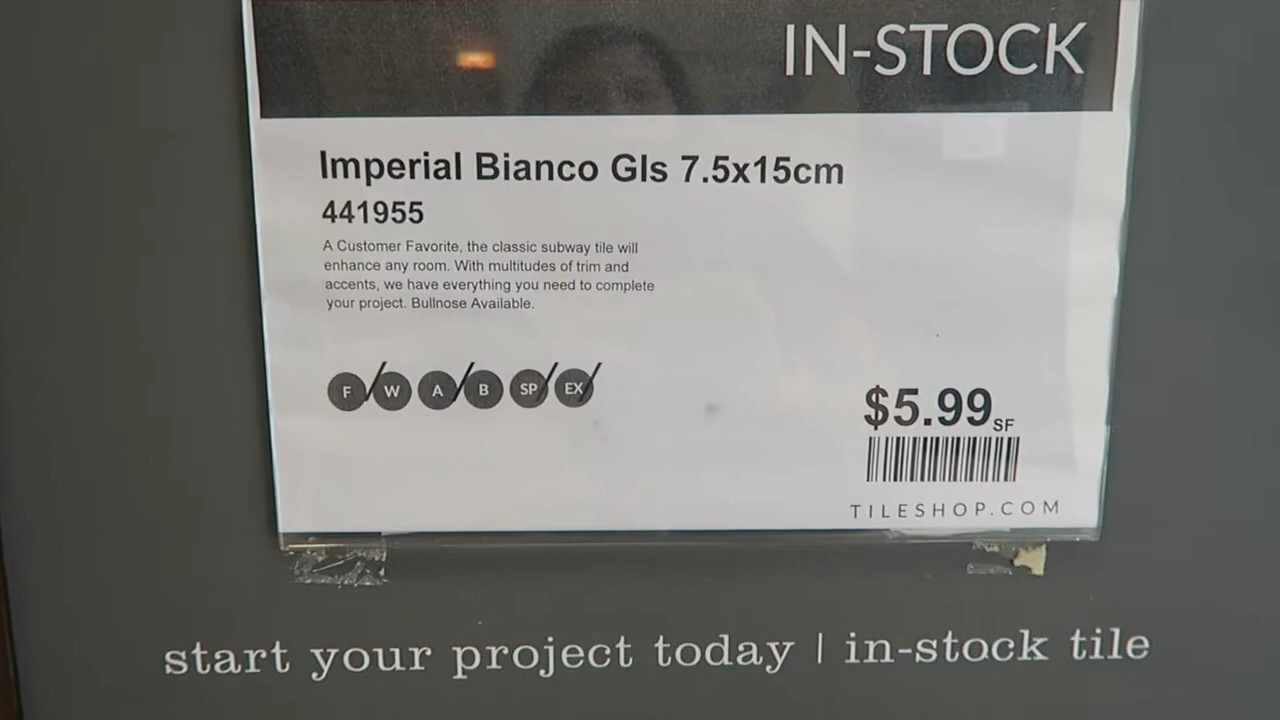 IN-STOCK
Imperial Bianco Gls 7.5x15cm
441955
A Customer Favorite, the classic subway tile will
enhance any room. With multitudes of trim and
accents, we have everything you need to complete
your project. Bullnose Available.
F W A B SP EX
$5.99 SF
TILESHOP.COM
start your project today | in-stock tile